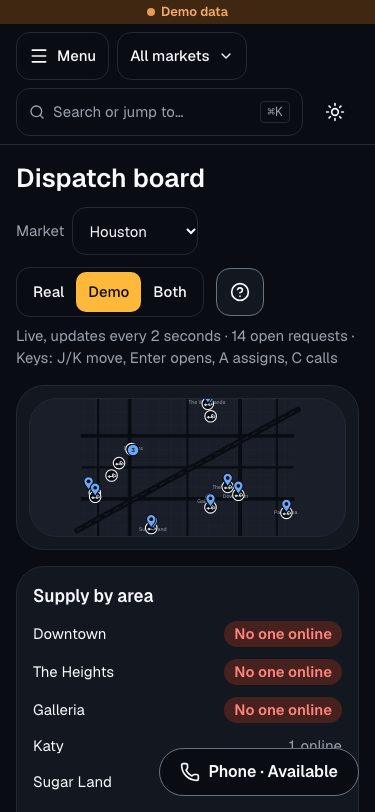 Demo data
Menu
All markets
Search or jump to...
⌘K
Dispatch board
Market
Houston
Real
Demo
Both
Live, updates every 2 seconds · 14 open requests ·
Keys: J/K move, Enter opens, A assigns, C calls
Supply by area
Downtown
No one online
The Heights
No one online
Galleria
No one online
Katy
1 online
Sugar Land
Phone · Available